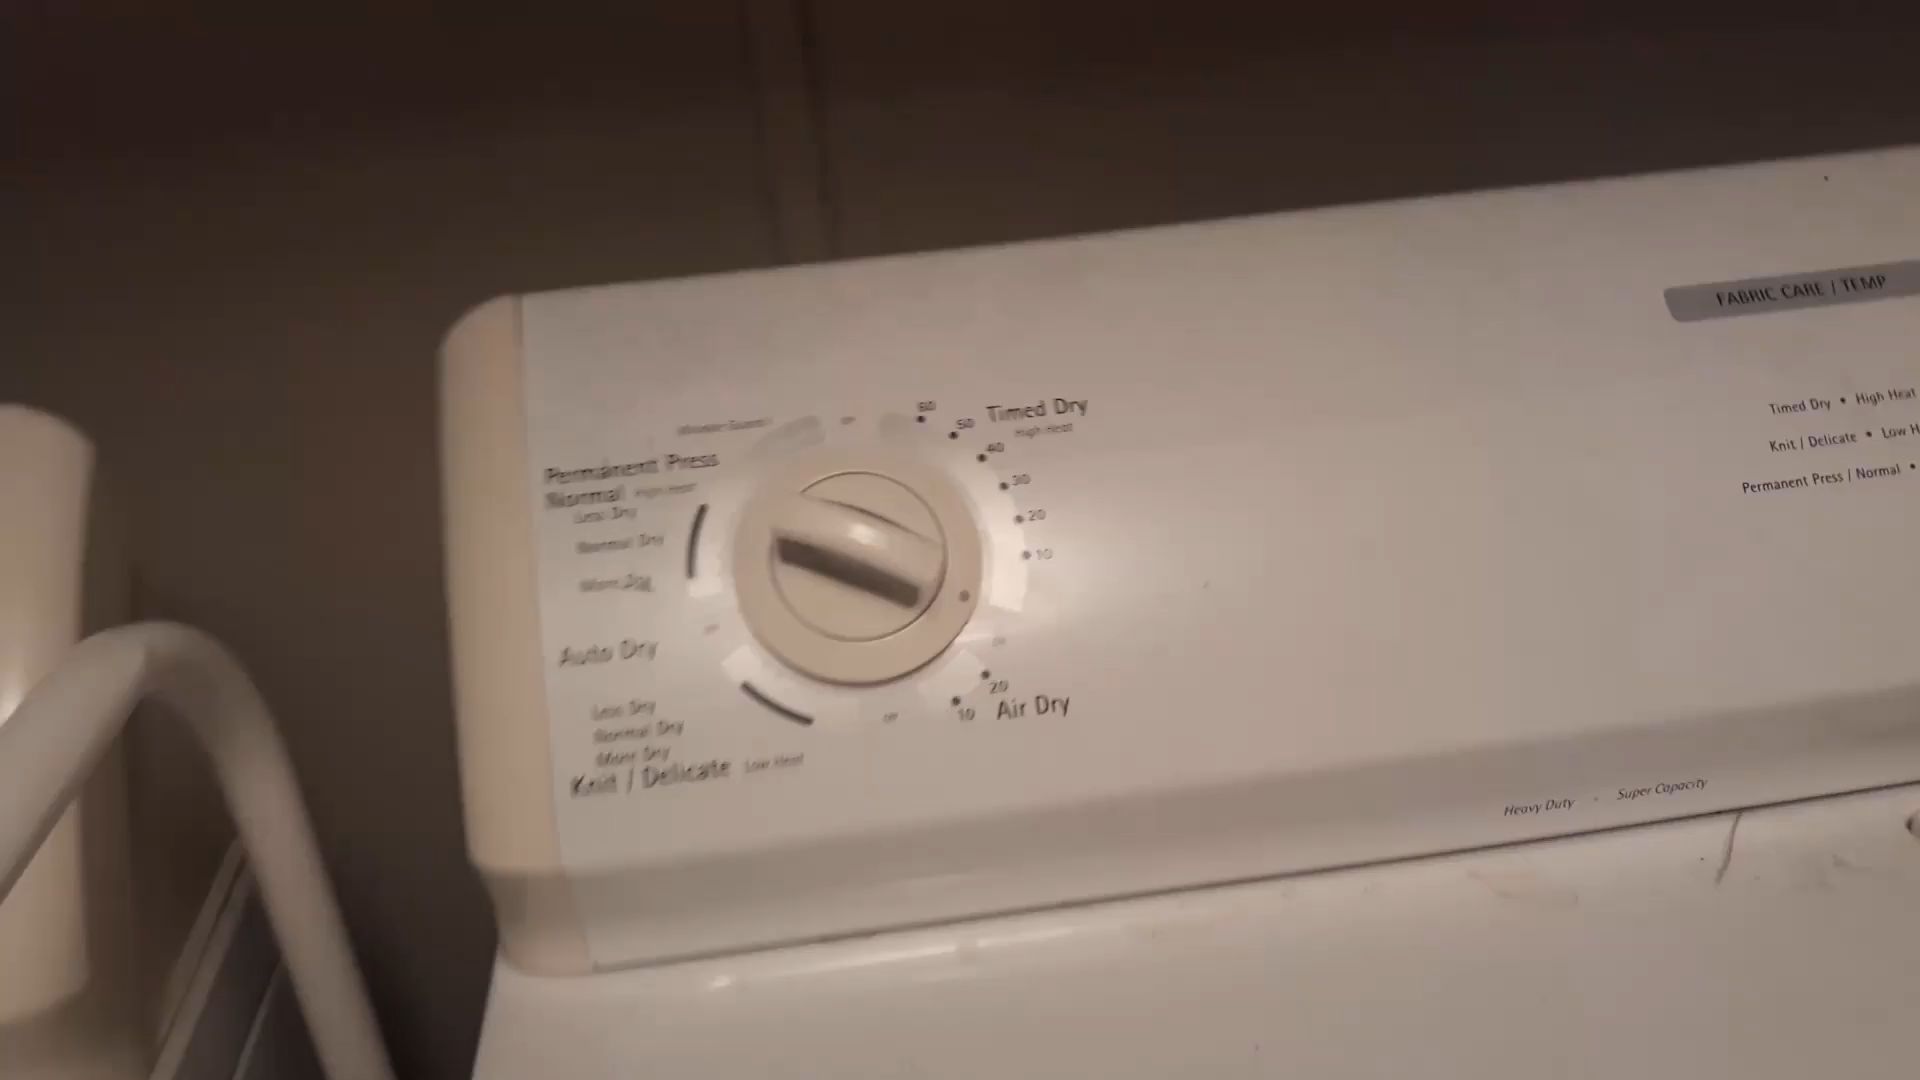 60
50
Timed Dry
High Heat
40
30
20
10
Permanent Press
Normal High Heat
Less Dry
Normal Dry
More Dry
Auto Dry
Less Dry
Normal Dry
More Dry
Knit / Delicate Low Heat
Off
20
10 Air Dry
FABRIC CARE / TEMP
Timed Dry • High Heat
Knit / Delicate • Low
Permanent Press / Normal •
Heavy Duty • Super Capacity